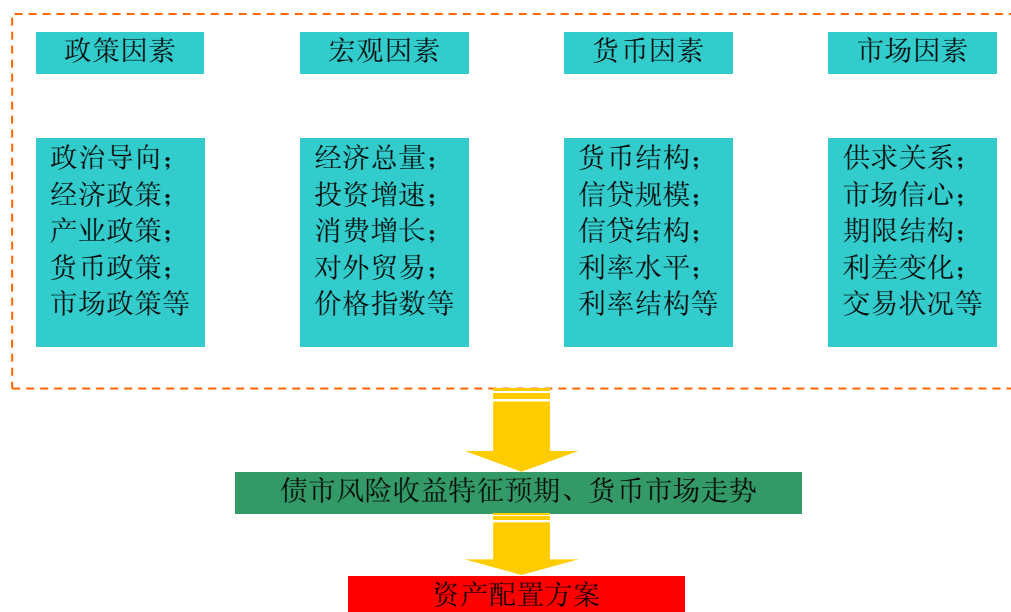 政策因素
宏观因素
货币因素
市场因素
政治导向；
经济政策；
产业政策；
货币政策；
市场政策等
经济总量；
投资增速；
消费增长；
对外贸易；
价格指数等
货币结构；
信贷规模；
信贷结构；
利率水平；
利率结构等
供求关系；
市场信心；
期限结构；
利差变化；
交易状况等
债市风险收益特征预期、货币市场走势
资产配置方案